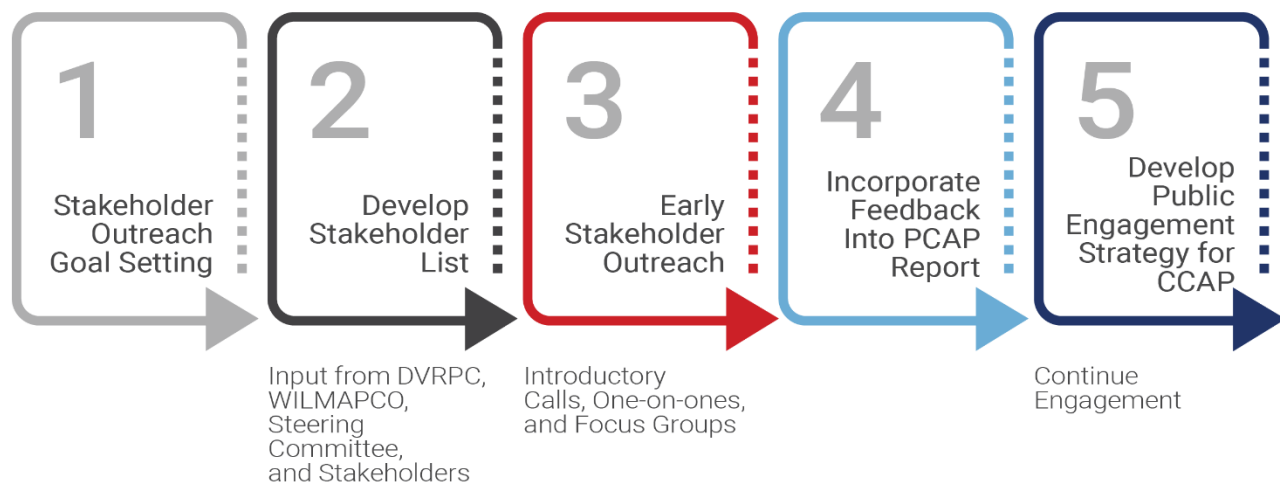 1
Stakeholder
Outreach
Goal Setting
2
Develop
Stakeholder
List
Input from DVRPC,
WILMAPCO,
Steering
Committee,
and Stakeholders
3
Early
Stakeholder
Outreach
Introductory
Calls, One-on-ones,
and Focus Groups
4
Incorporate
Feedback
Into PCAP
Report
5
Develop
Public
Engagement
Strategy for
CCAP
Continue
Engagement